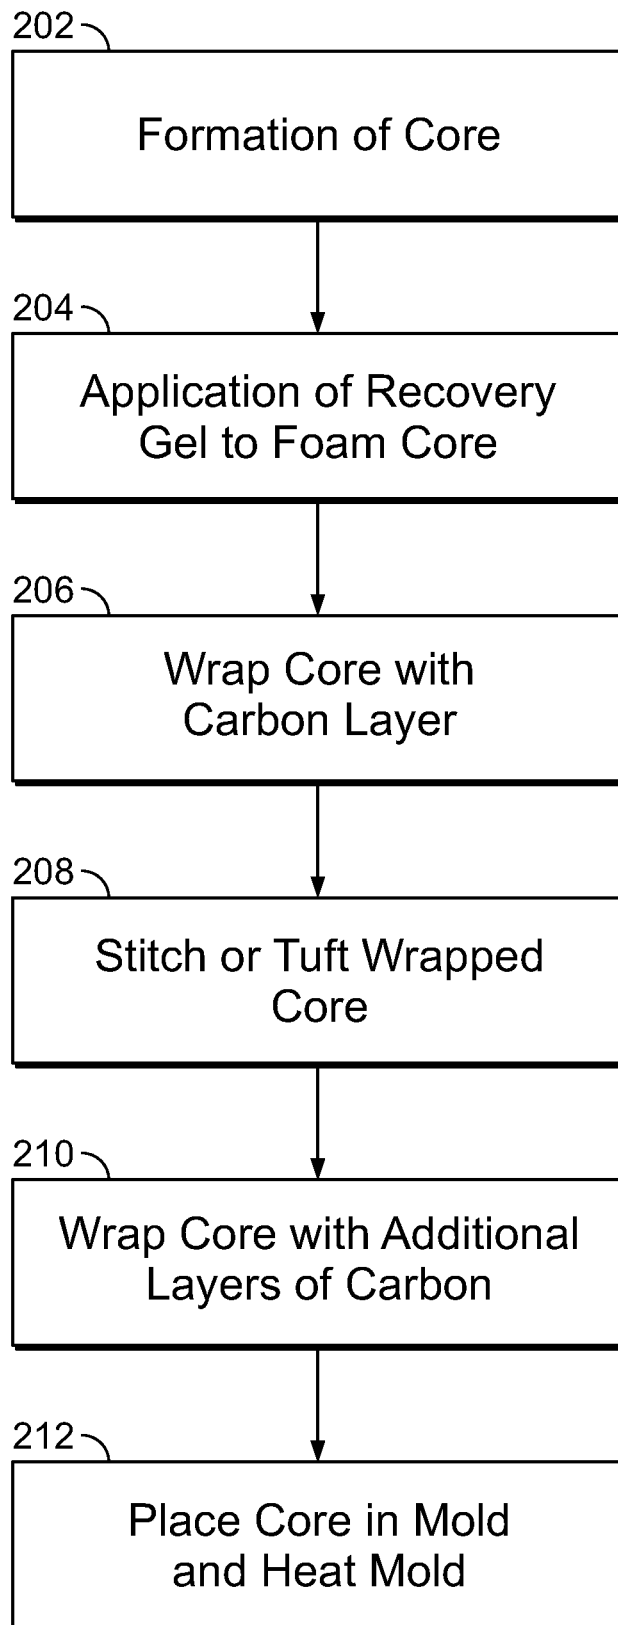 202
Formation of Core
204
Application of Recovery
Gel to Foam Core
206
Wrap Core with
Carbon Layer
208
Stitch or Tuft Wrapped
Core
210
Wrap Core with Additional
Layers of Carbon
212
Place Core in Mold
and Heat Mold